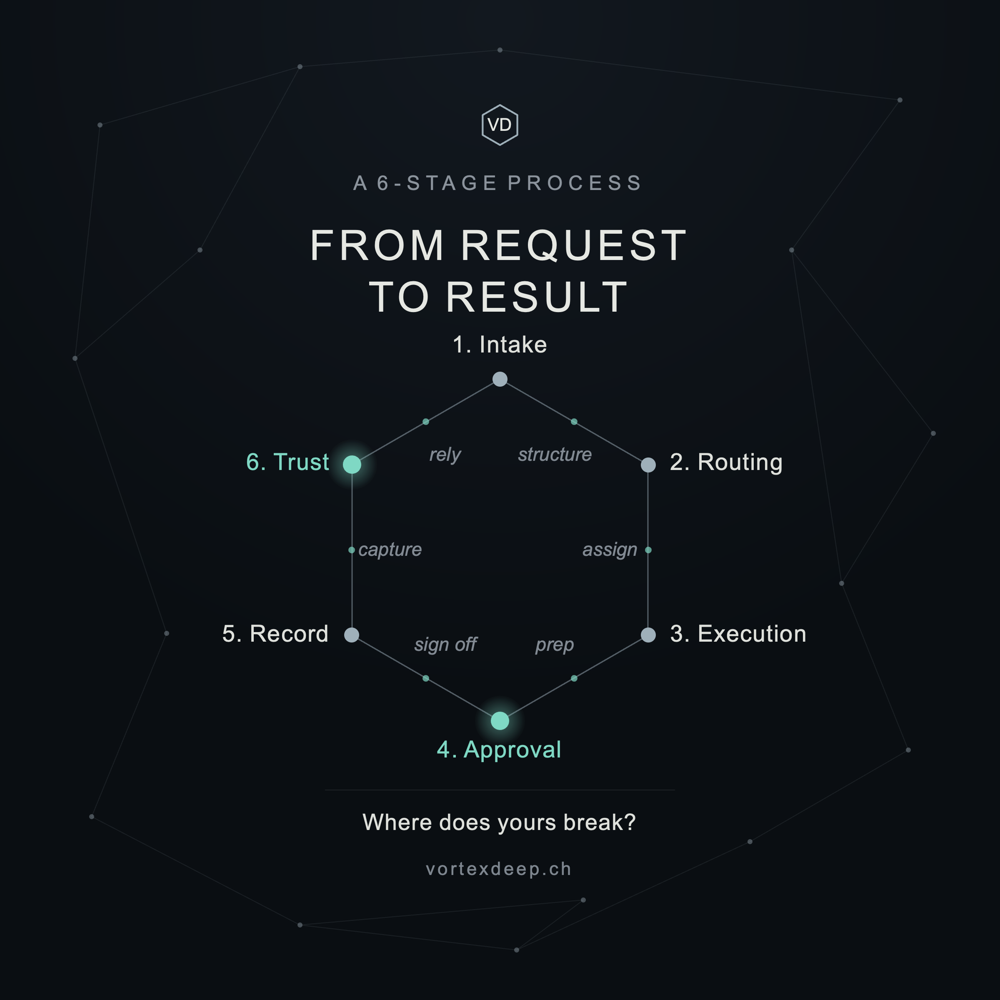 VD
A 6-STAGE PROCESS
FROM REQUEST
TO RESULT
1. Intake
rely
structure
6. Trust
2. Routing
capture
assign
5. Record
3. Execution
sign off
prep
4. Approval
Where does yours break?
vortexdeep.ch